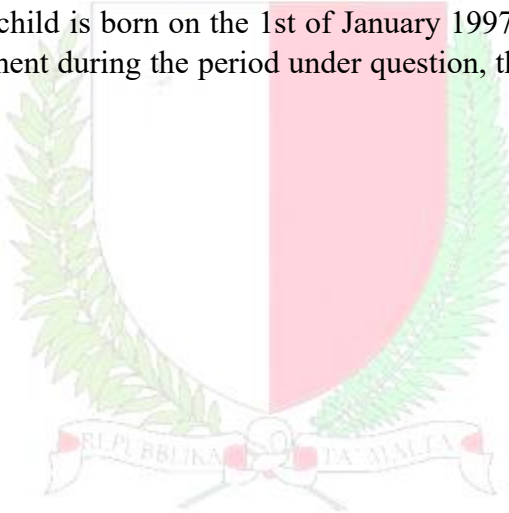 child is born on the 1st of January 1997
ment during the period under question, th
REPUBBLIKA TA' MALTA